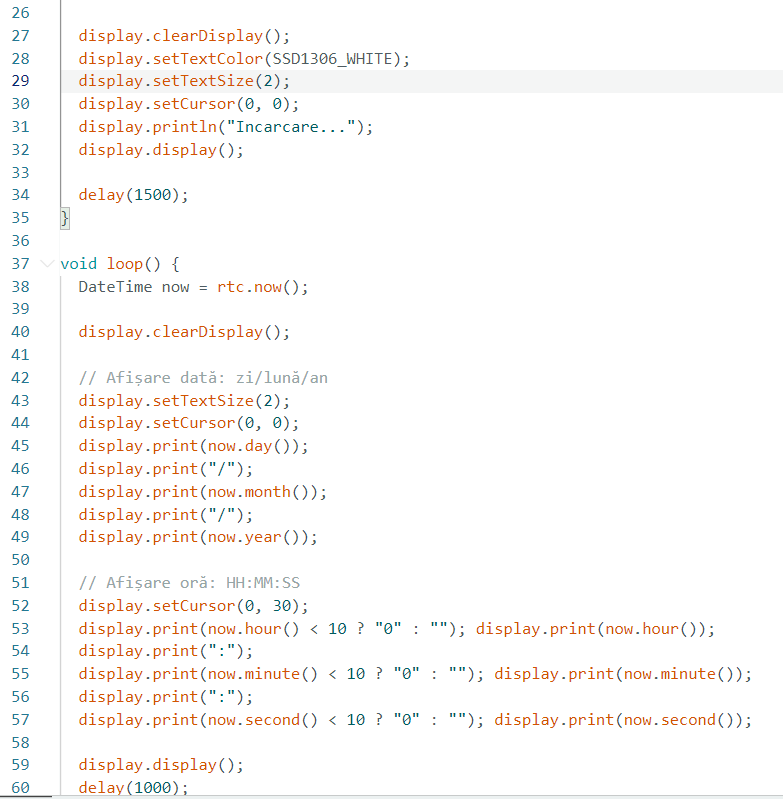 26
27 display.clearDisplay();
28 display.setTextColor(SSD1306_WHITE);
29 display.setTextSize(2);
30 display.setCursor(0, 0);
31 display.println("Incarcare...");
32 display.display();
33
34 delay(1500);
35 }
36
37 void loop() {
38 DateTime now = rtc.now();
39
40 display.clearDisplay();
41
42 // Afișare dată: zi/lună/an
43 display.setTextSize(2);
44 display.setCursor(0, 0);
45 display.print(now.day());
46 display.print("/");
47 display.print(now.month());
48 display.print("/");
49 display.print(now.year());
50
51 // Afișare oră: HH:MM:SS
52 display.setCursor(0, 30);
53 display.print(now.hour() < 10 ? "0" : ""); display.print(now.hour());
54 display.print(":");
55 display.print(now.minute() < 10 ? "0" : ""); display.print(now.minute());
56 display.print(":");
57 display.print(now.second() < 10 ? "0" : ""); display.print(now.second());
58
59 display.display();
60 delay(1000);